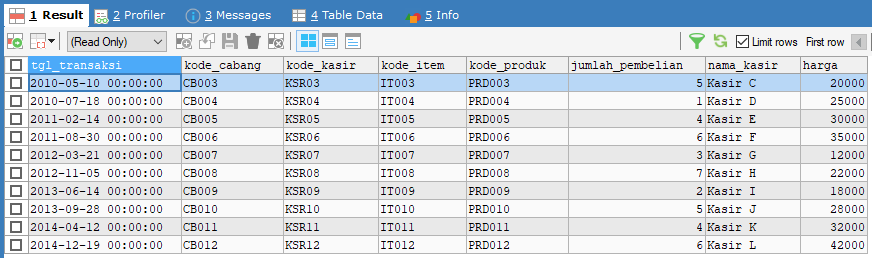 1 Result 2 Profiler 3 Messages 4 Table Data 5 Info
(Read Only) Limit rows First row
tgl_transaksi kode_cabang kode_kasir kode_item kode_produk jumlah_pembelian nama_kasir harga
2010-05-10 00:00:00 CB003 KSR03 IT003 PRD003 5 Kasir C 20000
2010-07-18 00:00:00 CB004 KSR04 IT004 PRD004 1 Kasir D 25000
2011-02-14 00:00:00 CB005 KSR05 IT005 PRD005 4 Kasir E 30000
2011-08-30 00:00:00 CB006 KSR06 IT006 PRD006 6 Kasir F 35000
2012-03-21 00:00:00 CB007 KSR07 IT007 PRD007 3 Kasir G 12000
2012-11-05 00:00:00 CB008 KSR08 IT008 PRD008 7 Kasir H 22000
2013-06-14 00:00:00 CB009 KSR09 IT009 PRD009 2 Kasir I 18000
2013-09-28 00:00:00 CB010 KSR10 IT010 PRD010 5 Kasir J 28000
2014-04-12 00:00:00 CB011 KSR11 IT011 PRD011 4 Kasir K 32000
2014-12-19 00:00:00 CB012 KSR12 IT012 PRD012 6 Kasir L 42000